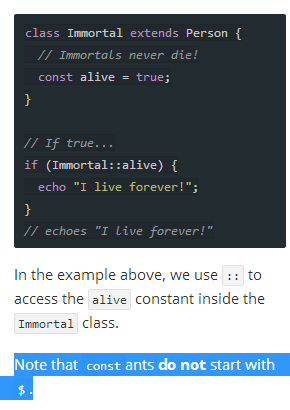 class Immortal extends Person {
// Immortals never die!
const alive = true;
}
// If true...
if (Immortal::alive) {
echo "I live forever!";
}
// echoes "I live forever!"
In the example above, we use :: to
access the alive constant inside the
Immortal class.
Note that const ants do not start with
$.